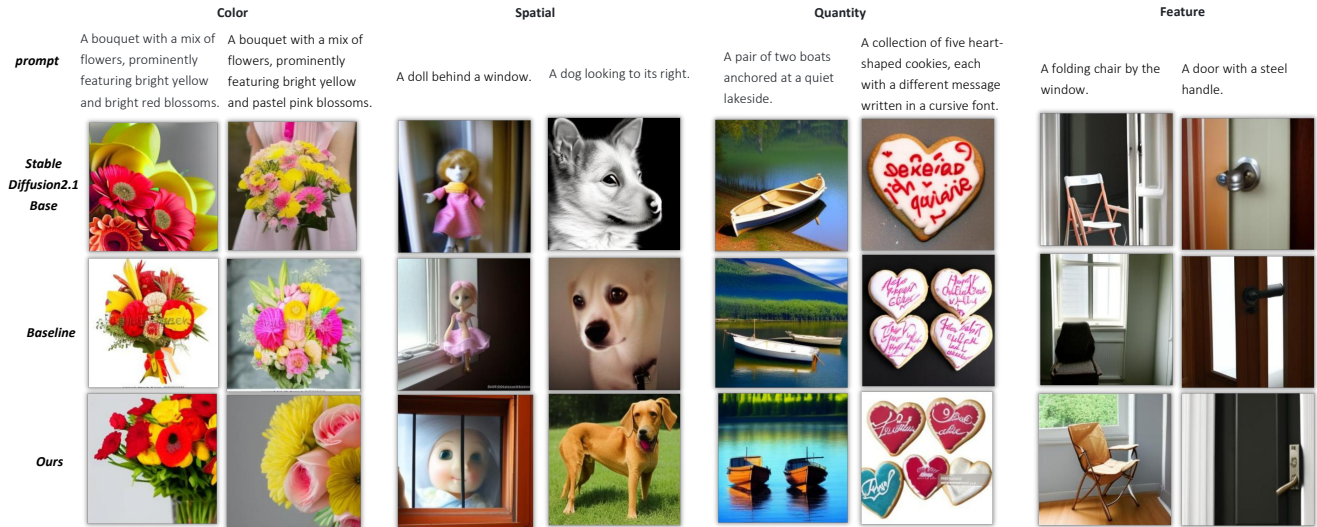 Color
Spatial
Quantity
Feature
prompt
A bouquet with a mix of
flowers, prominently
featuring bright yellow
and bright red blossoms.
A bouquet with a mix of
flowers, prominently
featuring bright yellow
and pastel pink blossoms.
A doll behind a window.
A dog looking to its right.
A pair of two boats
anchored at a quiet
lakeside.
A collection of five heart-
shaped cookies, each
with a different message
written in a cursive font.
A folding chair by the
window.
A door with a steel
handle.
Stable
Diffusion2.1
Base
Baseline
Ours